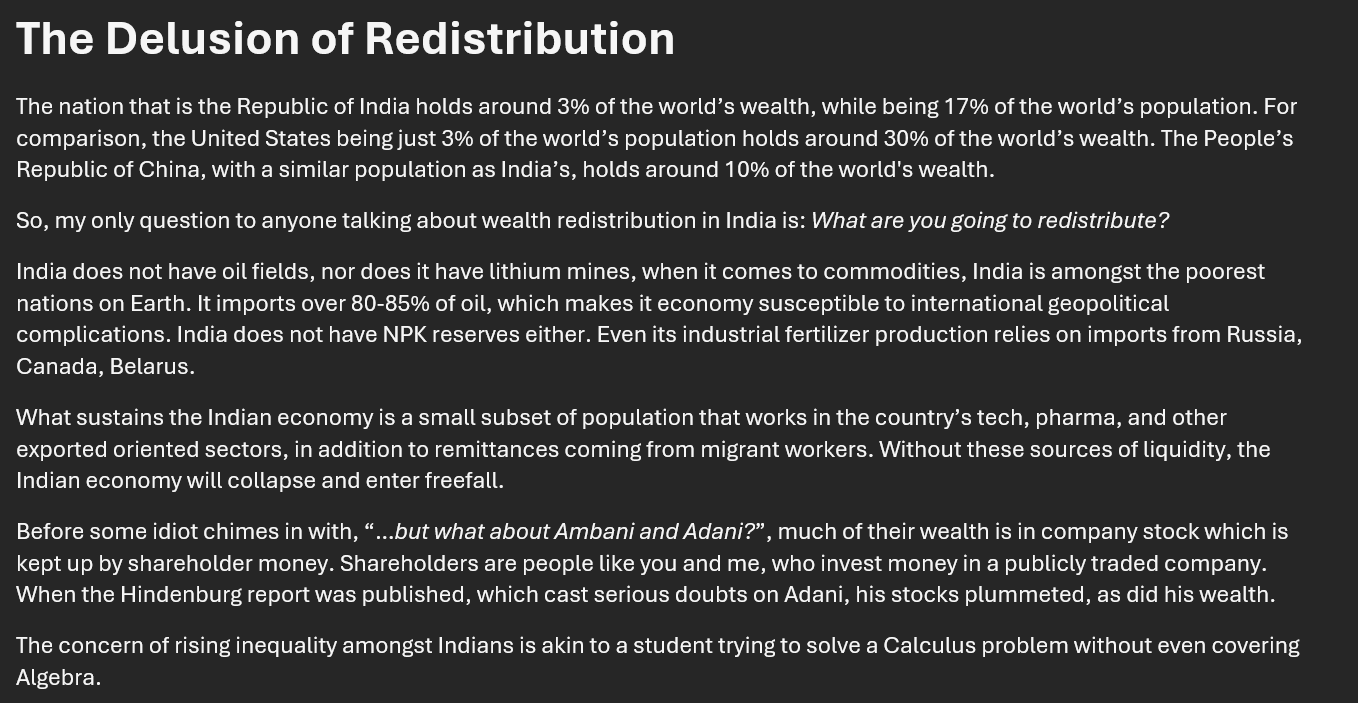 The Delusion of Redistribution
The nation that is the Republic of India holds around 3% of the world’s wealth, while being 17% of the world’s population. For
comparison, the United States being just 3% of the world’s population holds around 30% of the world’s wealth. The People’s
Republic of China, with a similar population as India’s, holds around 10% of the world's wealth.
So, my only question to anyone talking about wealth redistribution in India is: What are you going to redistribute?
India does not have oil fields, nor does it have lithium mines, when it comes to commodities, India is amongst the poorest
nations on Earth. It imports over 80-85% of oil, which makes it economy susceptible to international geopolitical
complications. India does not have NPK reserves either. Even its industrial fertilizer production relies on imports from Russia,
Canada, Belarus.
What sustains the Indian economy is a small subset of population that works in the country’s tech, pharma, and other
exported oriented sectors, in addition to remittances coming from migrant workers. Without these sources of liquidity, the
Indian economy will collapse and enter freefall.
Before some idiot chimes in with, “…but what about Ambani and Adani?”, much of their wealth is in company stock which is
kept up by shareholder money. Shareholders are people like you and me, who invest money in a publicly traded company.
When the Hindenburg report was published, which cast serious doubts on Adani, his stocks plummeted, as did his wealth.
The concern of rising inequality amongst Indians is akin to a student trying to solve a Calculus problem without even covering
Algebra.